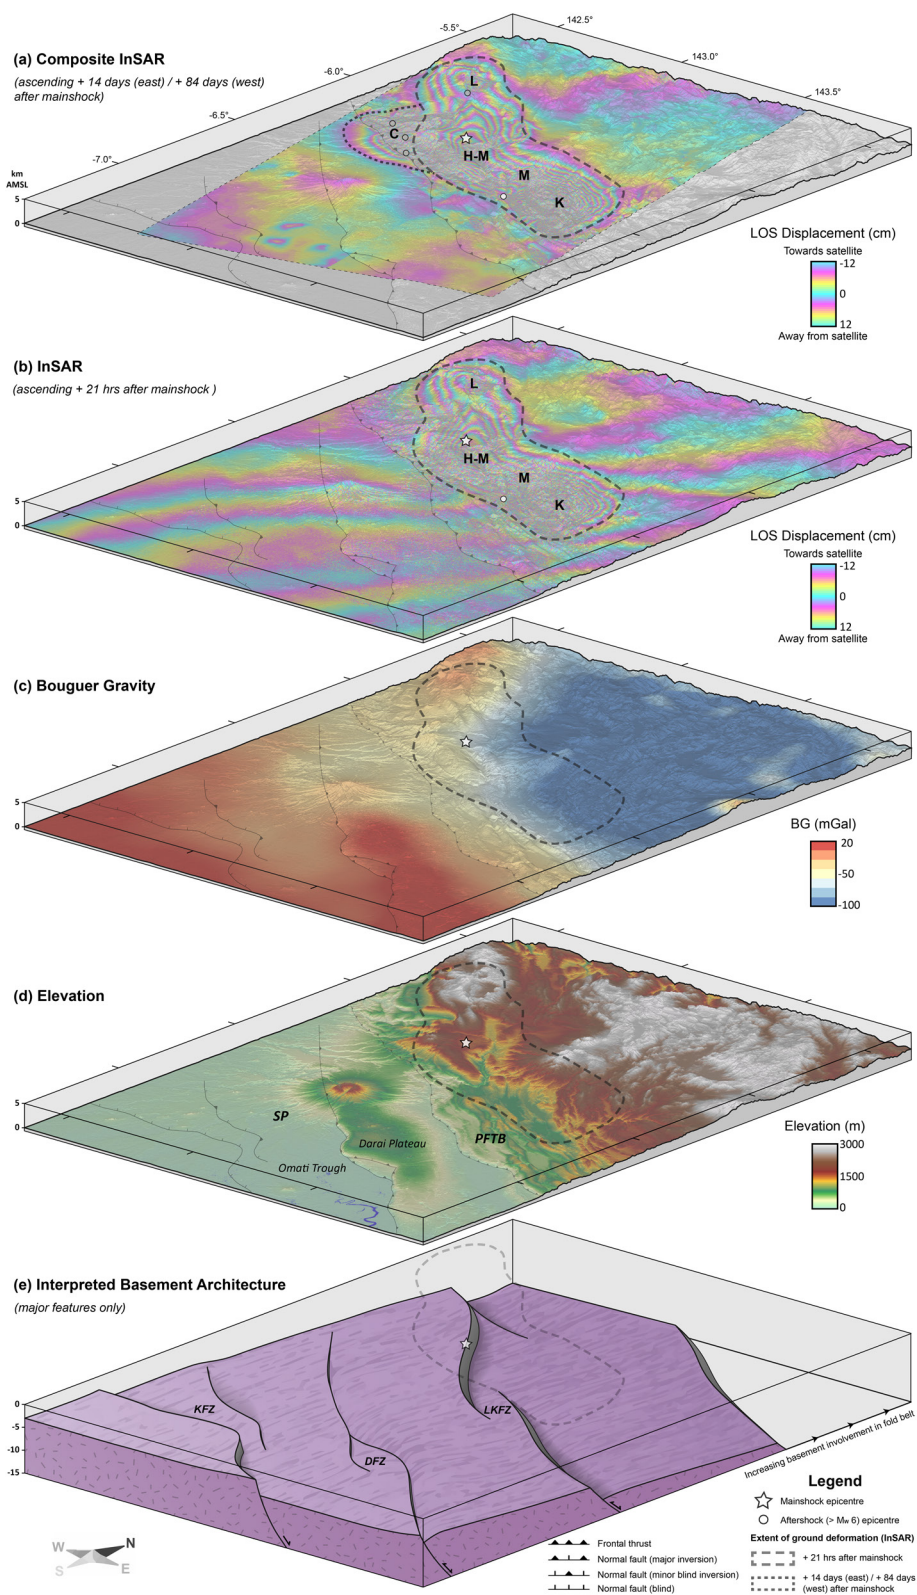 (a) Composite InSAR
(ascending + 14 days (east) / + 84 days (west)
after mainshock)
-5.5°
142.5°
-6.0°
143.0°
-6.5°
143.5°
-7.0°
km
AMSL
5
0
L
C
H-M
M
K
LOS Displacement (cm)
Towards satellite
-12
0
12
Away from satellite
(b) InSAR
(ascending + 21 hrs after mainshock )
5
0
L
H-M
M
K
LOS Displacement (cm)
Towards satellite
-12
0
12
Away from satellite
(c) Bouguer Gravity
5
0
BG (mGal)
20
-50
-100
(d) Elevation
5
0
SP
Darai Plateau
PFTB
Omati Trough
Elevation (m)
3000
1500
0
(e) Interpreted Basement Architecture
(major features only)
0
-5
-10
-15
KFZ
DFZ
LKFZ
Increasing basement involvement in fold belt
W
N
S
E
Legend
Mainshock epicentre
Aftershock (> Mw 6) epicentre
Extent of ground deformation (InSAR)
+ 21 hrs after mainshock
+ 14 days (east) / + 84 days
(west) after mainshock
Frontal thrust
Normal fault (major inversion)
Normal fault (minor blind inversion)
Normal fault (blind)